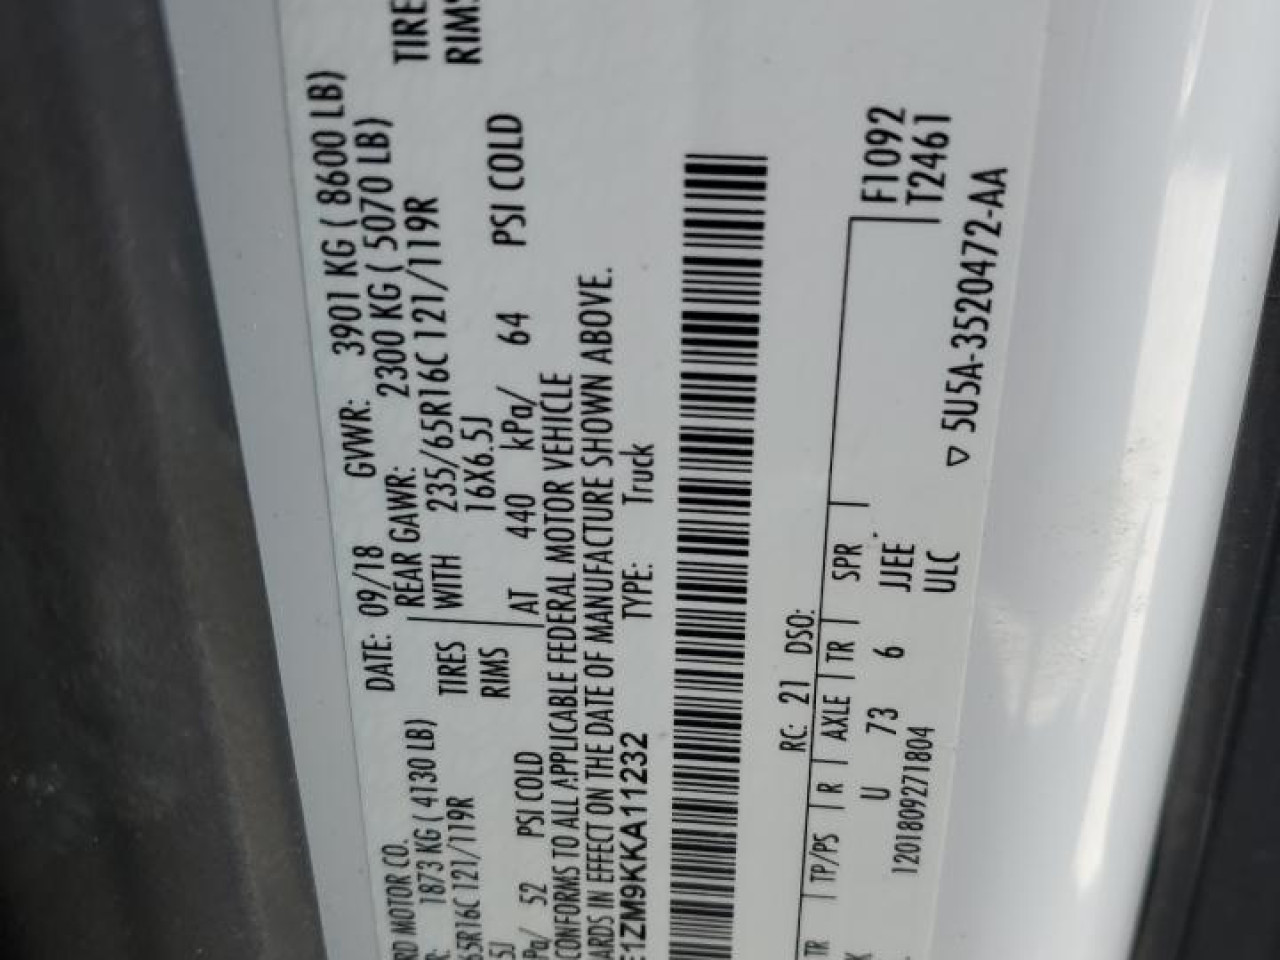 RD MOTOR CO. DATE: 09/18 GVWR: 3901 KG ( 8600 LB)
R: 1873 KG ( 4130 LB) REAR GAWR: 2300 KG ( 5070 LB)
65R16C 121/119R TIRES WITH 235/65R16C 121/119R TIRE
5J RIMS 16X6.5J RIMS
Pa/ 52 PSI COLD AT 440 kPa/ 64 PSI COLD
CONFORMS TO ALL APPLICABLE FEDERAL MOTOR VEHICLE
ARDS IN EFFECT ON THE DATE OF MANUFACTURE SHOWN ABOVE.
E1ZM9KKA11232 TYPE: Truck
RC: 21 DSO:
TR TP/PS R AXLE TR SPR F1092
U 73 6 JJEE T2461
1201809271804 ULC
▽ 5U5A-3520472-AA